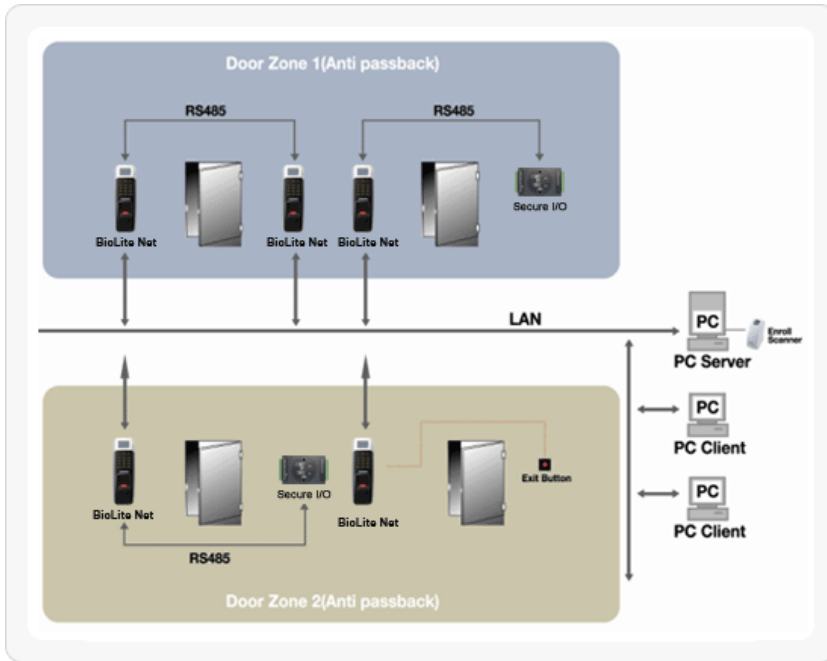 Door Zone 1(Anti passback)
RS485
RS485
BioLite Net
BioLite Net
BioLite Net
Secure I/O
LAN
PC
Enroll
Scanner
PC Server
PC
PC Client
PC
PC Client
BioLite Net
Secure I/O
BioLite Net
Exit Button
RS485
Door Zone 2(Anti passback)